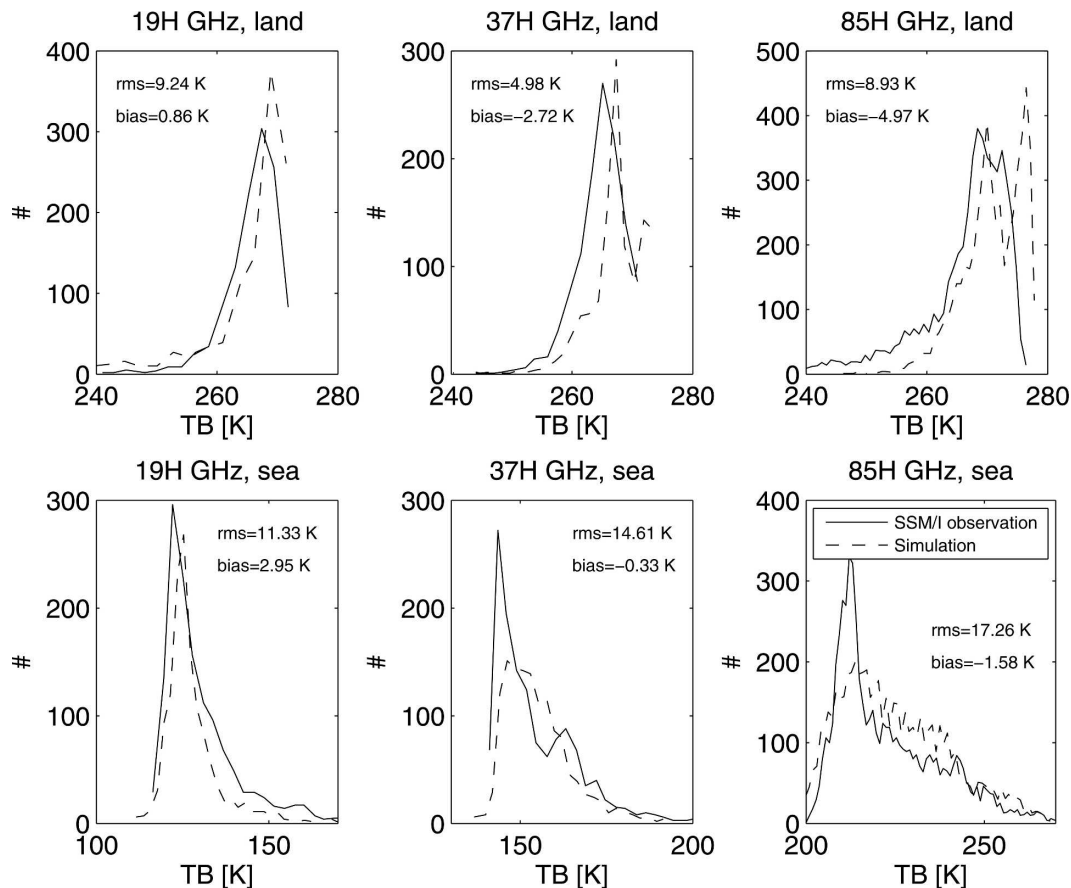 19H GHz, land
400
300
200
100
0
#
rms=9.24 K
bias=0.86 K
240 260 280
TB [K]
37H GHz, land
300
200
100
0
#
rms=4.98 K
bias=−2.72 K
240 260 280
TB [K]
85H GHz, land
500
400
300
200
100
0
#
rms=8.93 K
bias=−4.97 K
240 260 280
TB [K]
19H GHz, sea
300
200
100
0
#
rms=11.33 K
bias=2.95 K
100 150
TB [K]
37H GHz, sea
300
200
100
0
#
rms=14.61 K
bias=−0.33 K
150 200
TB [K]
85H GHz, sea
400
300
200
100
0
#
SSM/I observation
Simulation
rms=17.26 K
bias=−1.58 K
200 250
TB [K]